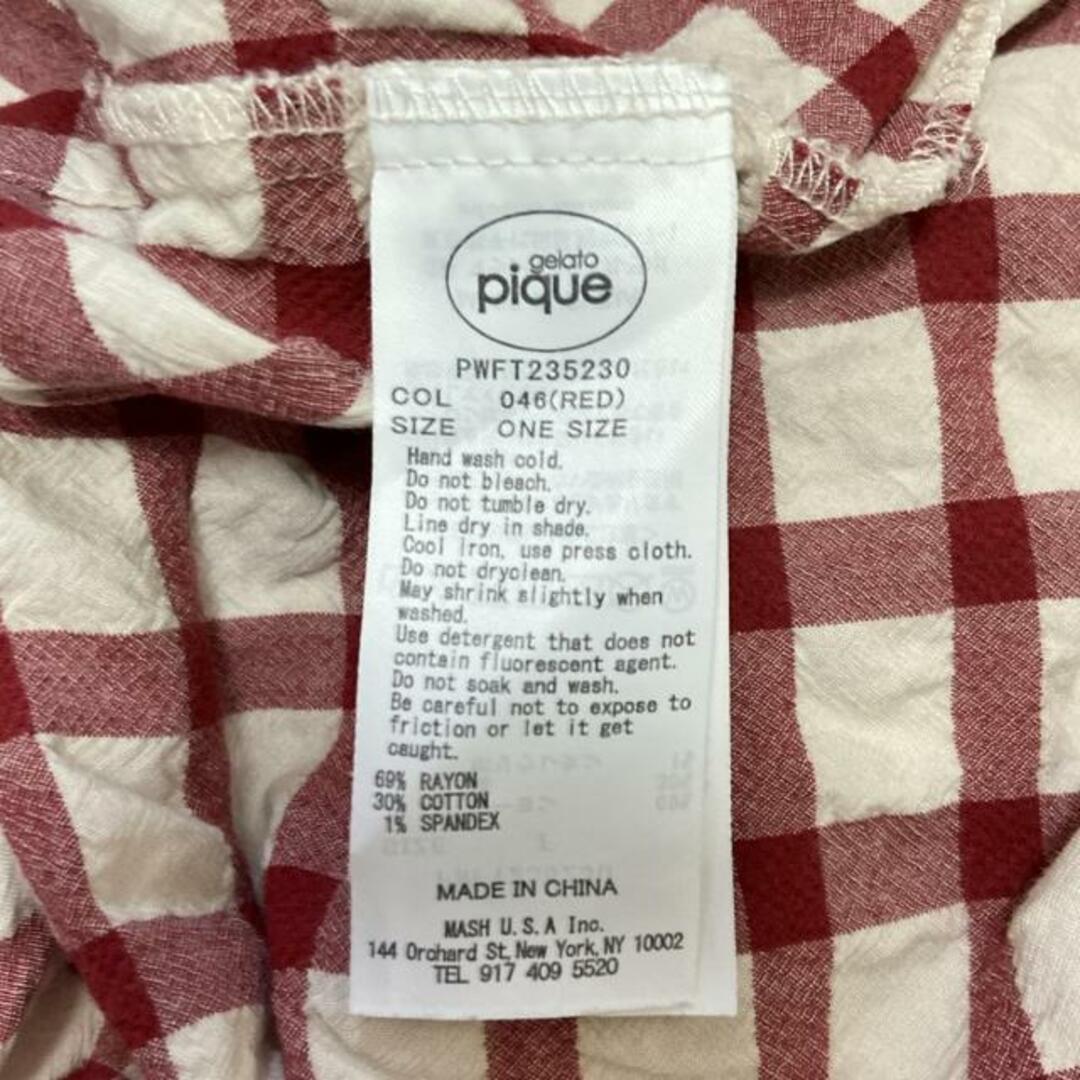 gelato
pique
PWFT235230
COL 046(RED)
SIZE ONE SIZE
Hand wash cold.
Do not bleach.
Do not tumble dry.
Line dry in shade.
Cool iron, use press cloth.
Do not dryclean.
May shrink slightly when
washed.
Use detergent that does not
contain fluorescent agent.
Do not soak and wash.
Be careful not to expose to
friction or let it get
caught.
69% RAYON
30% COTTON
1% SPANDEX
MADE IN CHINA
MASH U.S.A Inc.
144 Orchard St, New York, NY 10002
TEL 917 409 5520